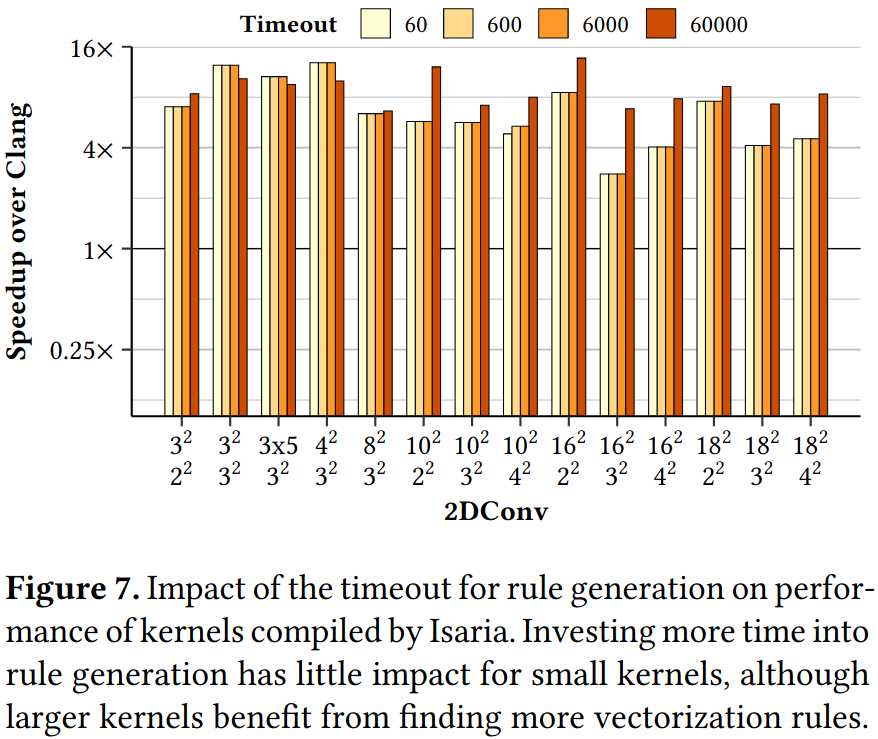 Timeout 60 600 6000 60000
16×
4×
1×
0.25×
Speedup over Clang
3² 3² 3x5 4² 8² 10² 10² 10² 16² 16² 16² 18² 18² 18²
2² 3² 3² 3² 3² 2² 3² 4² 2² 3² 4² 2² 3² 4²
2DConv
Figure 7. Impact of the timeout for rule generation on perfor-
mance of kernels compiled by Isaria. Investing more time into
rule generation has little impact for small kernels, although
larger kernels benefit from finding more vectorization rules.